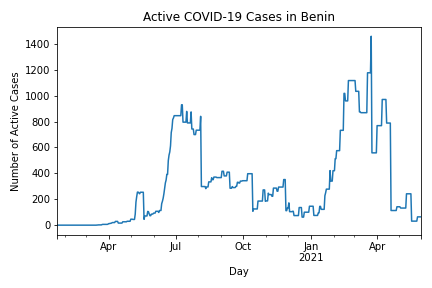 Active COVID-19 Cases in Benin
Number of Active Cases
1400
1200
1000
800
600
400
200
0
Apr
Jul
Oct
Jan
2021
Apr
Day